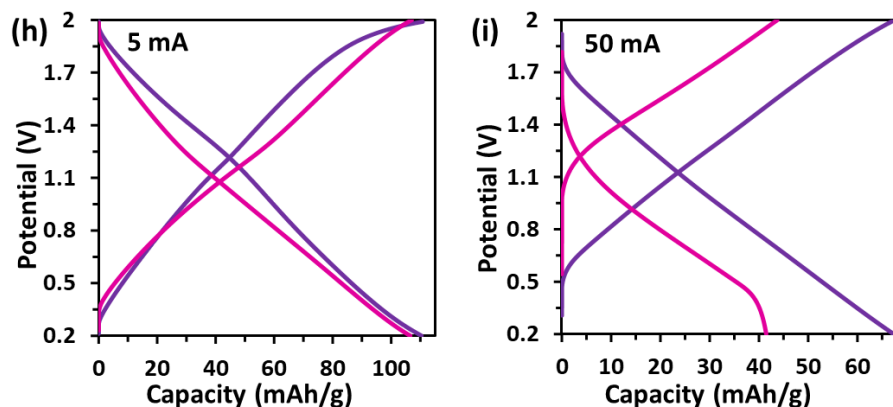 (h)
5 mA
Potential (V)
2
1.7
1.4
1.1
0.8
0.5
0.2
0 20 40 60 80 100
Capacity (mAh/g)
(i)
50 mA
Potential (V)
2
1.7
1.4
1.1
0.8
0.5
0.2
0 10 20 30 40 50 60
Capacity (mAh/g)